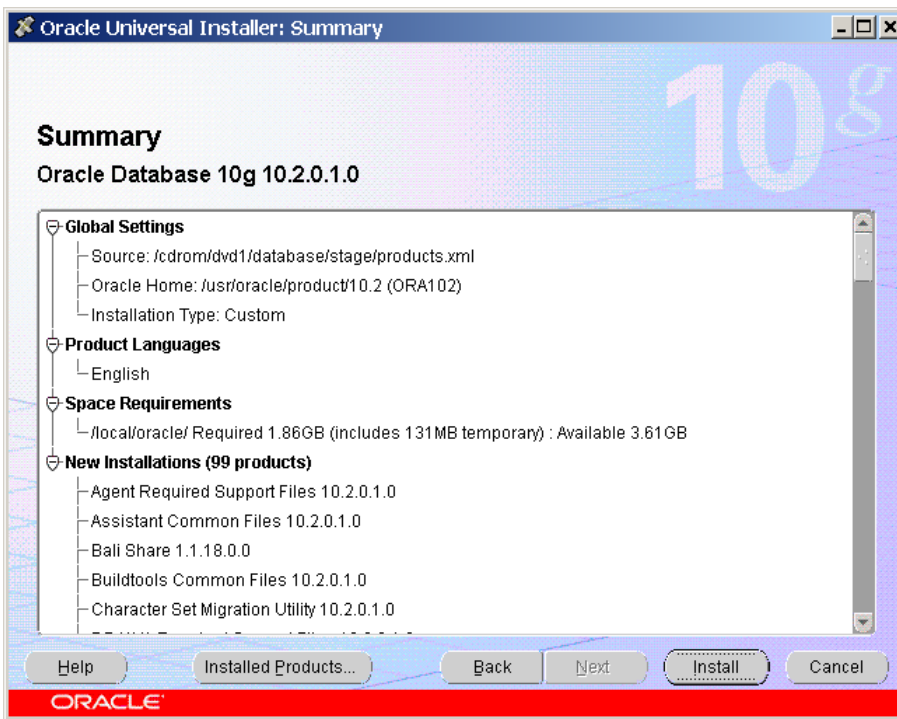 Oracle Universal Installer: Summary
10g
Summary
Oracle Database 10g 10.2.0.1.0
Global Settings
Source: /cdrom/dvd1/database/stage/products.xml
Oracle Home: /usr/oracle/product/10.2 (ORA102)
Installation Type: Custom
Product Languages
English
Space Requirements
/local/oracle/ Required 1.86GB (includes 131MB temporary) : Available 3.61GB
New Installations (99 products)
Agent Required Support Files 10.2.0.1.0
Assistant Common Files 10.2.0.1.0
Bali Share 1.1.18.0.0
Buildtools Common Files 10.2.0.1.0
Character Set Migration Utility 10.2.0.1.0
Help Installed Products... Back Next Install Cancel
ORACLE